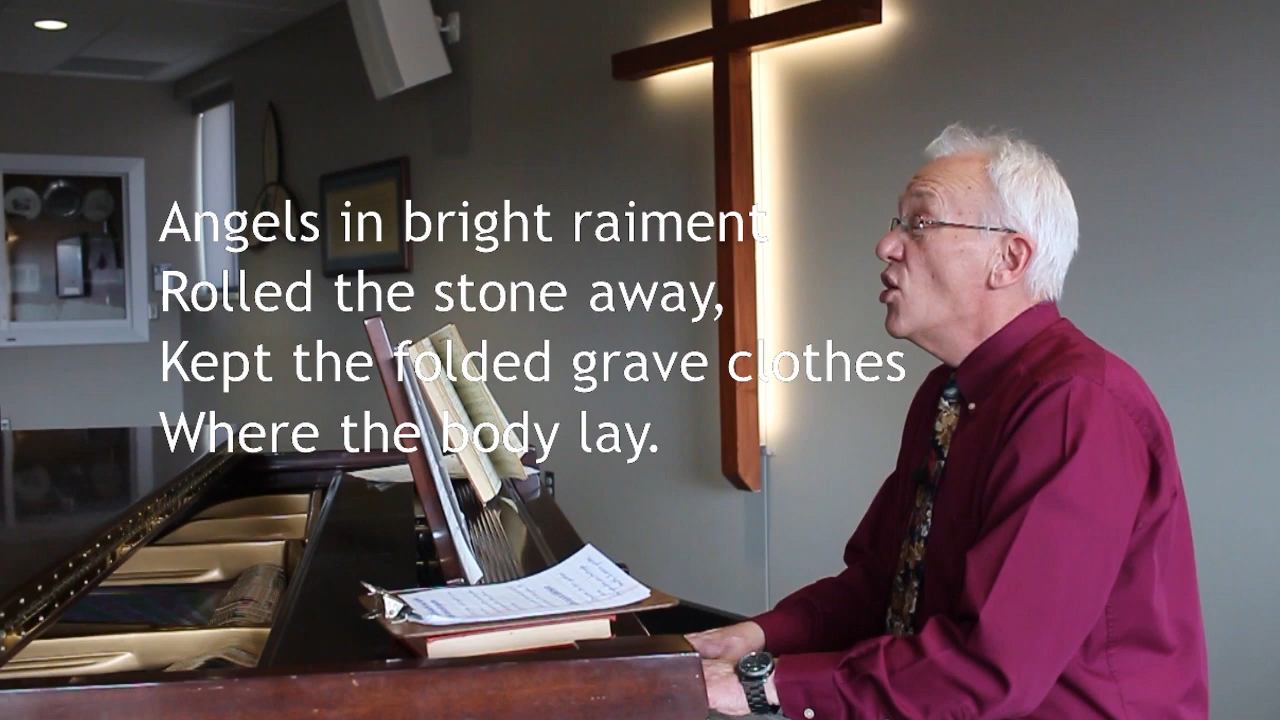 Angels in bright raiment
Rolled the stone away,
Kept the folded grave clothes
Where the body lay.